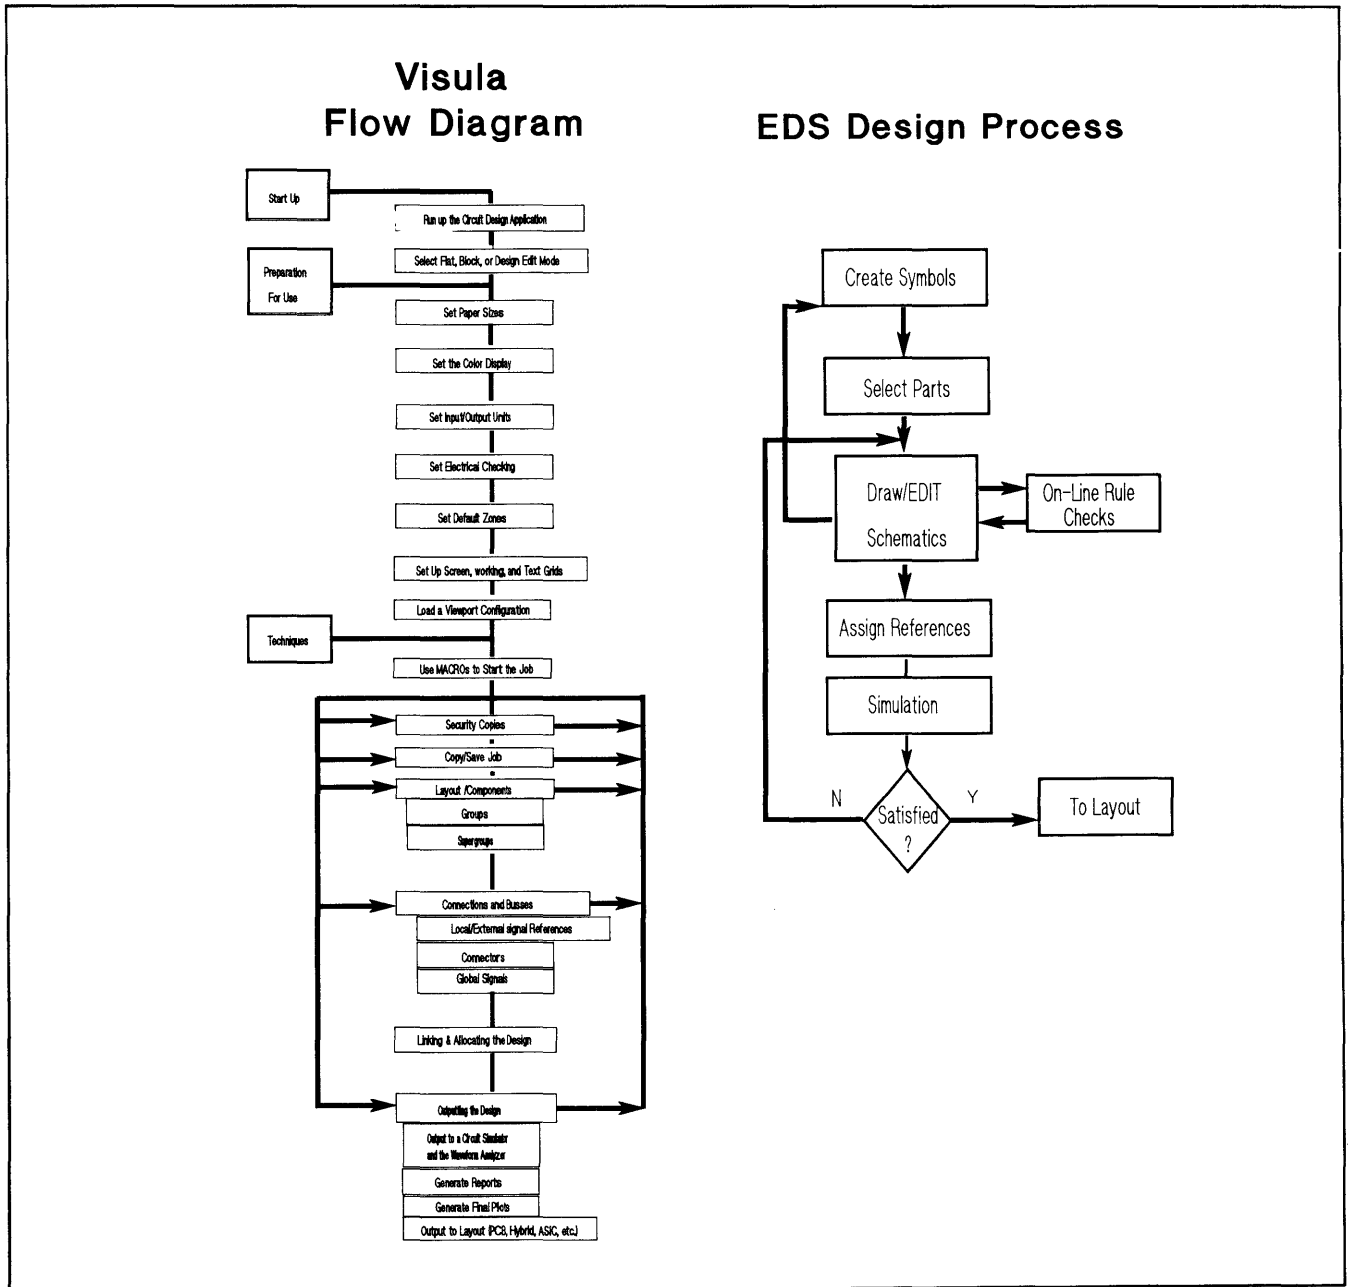 Visula
Flow Diagram
Start Up
Run up the Circuit Design Application
Select Flat, Block, or Design Edit Mode
Preparation
For Use
Set Paper Sizes
Set the Color Display
Set Input/Output Units
Set Electrical Checking
Set Default Zones
Set Up Screen, working, and Text Grids
Load a Viewport Configuration
Techniques
Use MACROs to Start the Job
Security Copies
Copy/Save Job
Layout /Components
Groups
Supergroups
Connections and Busses
Local/External signal References
Connectors
Global Signals
Linking & Allocating the Design
Outputting the Design
Output to a Circuit Simulator
and the Waveform Analyzer
Generate Reports
Generate Final Plots
Output to Layout (PCB, Hybrid, ASIC, etc.)
EDS Design Process
Create Symbols
Select Parts
Draw/EDIT
Schematics
On-Line Rule
Checks
Assign References
Simulation
N
Satisfied
?
Y
To Layout